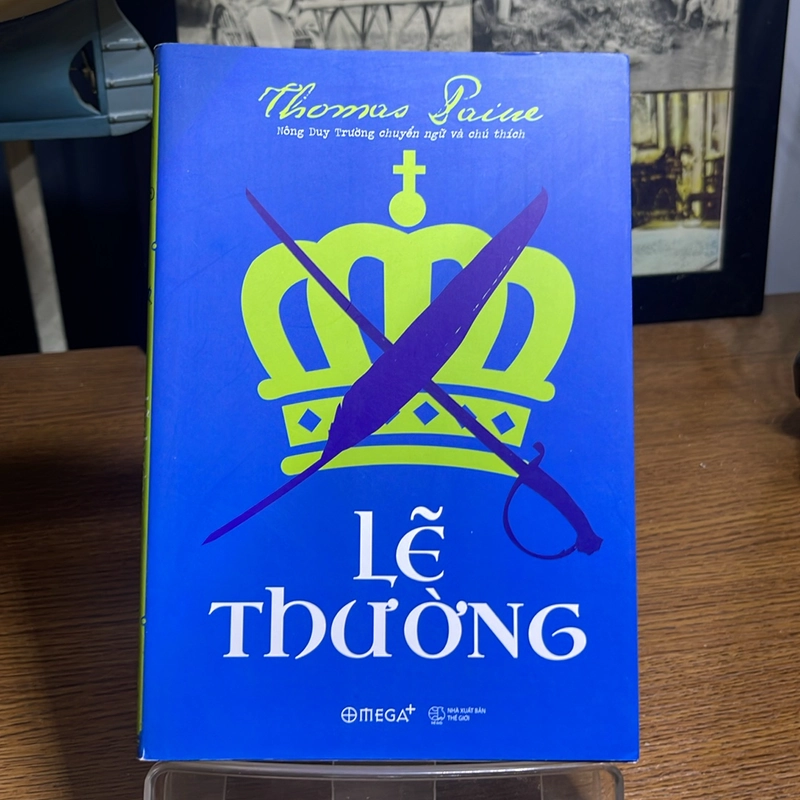 Thomas Paine
Nông Duy Trường chuyển ngữ và chú thích
LẼ
THƯỜNG
OMEGA+
NHÀ XUẤT BẢN
THẾ GIỚI